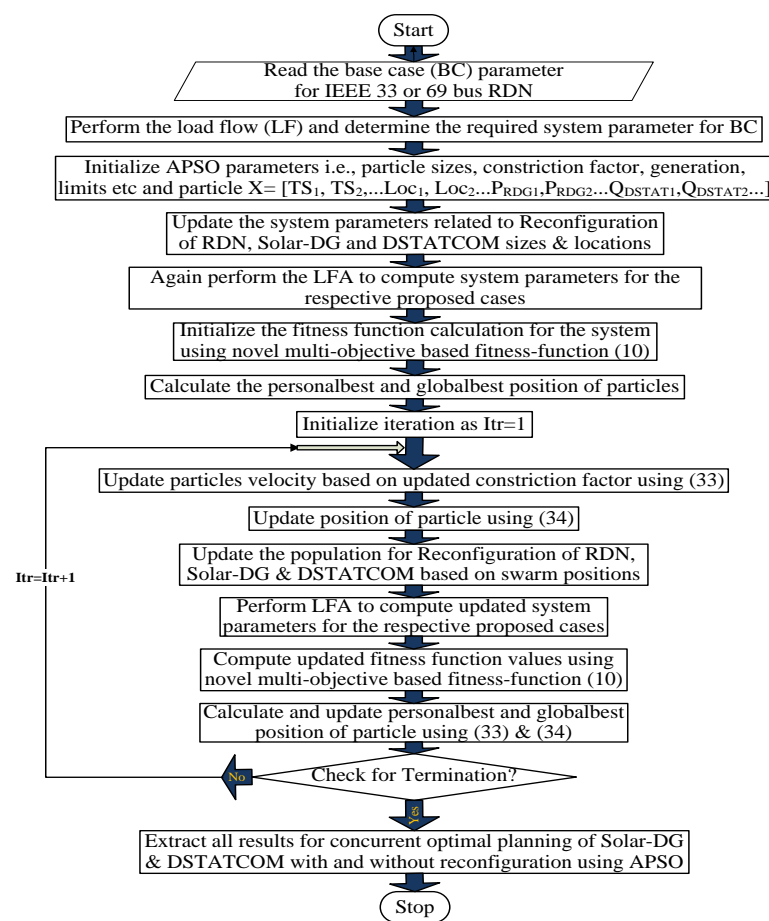 Start
Read the base case (BC) parameter
for IEEE 33 or 69 bus RDN
Perform the load flow (LF) and determine the required system parameter for BC
Initialize APSO parameters i.e., particle sizes, constriction factor, generation,
limits etc and particle X= [TS₁, TS₂,...Loc₁, Loc₂...P_RDG1,P_RDG2...Q_DSTAT1,Q_DSTAT2...]
Update the system parameters related to Reconfiguration
of RDN, Solar-DG and DSTATCOM sizes & locations
Again perform the LFA to compute system parameters for the
respective proposed cases
Initialize the fitness function calculation for the system
using novel multi-objective based fitness-function (10)
Calculate the personalbest and globalbest position of particles
Initialize iteration as Itr=1
Update particles velocity based on updated constriction factor using (33)
Update position of particle using (34)
Update the population for Reconfiguration of RDN,
Solar-DG & DSTATCOM based on swarm positions
Itr=Itr+1
Perform LFA to compute updated system
parameters for the respective proposed cases
Compute updated fitness function values using
novel multi-objective based fitness-function (10)
Calculate and update personalbest and globalbest
position of particle using (33) & (34)
No
Check for Termination?
Yes
Extract all results for concurrent optimal planning of Solar-DG
& DSTATCOM with and without reconfiguration using APSO
Stop